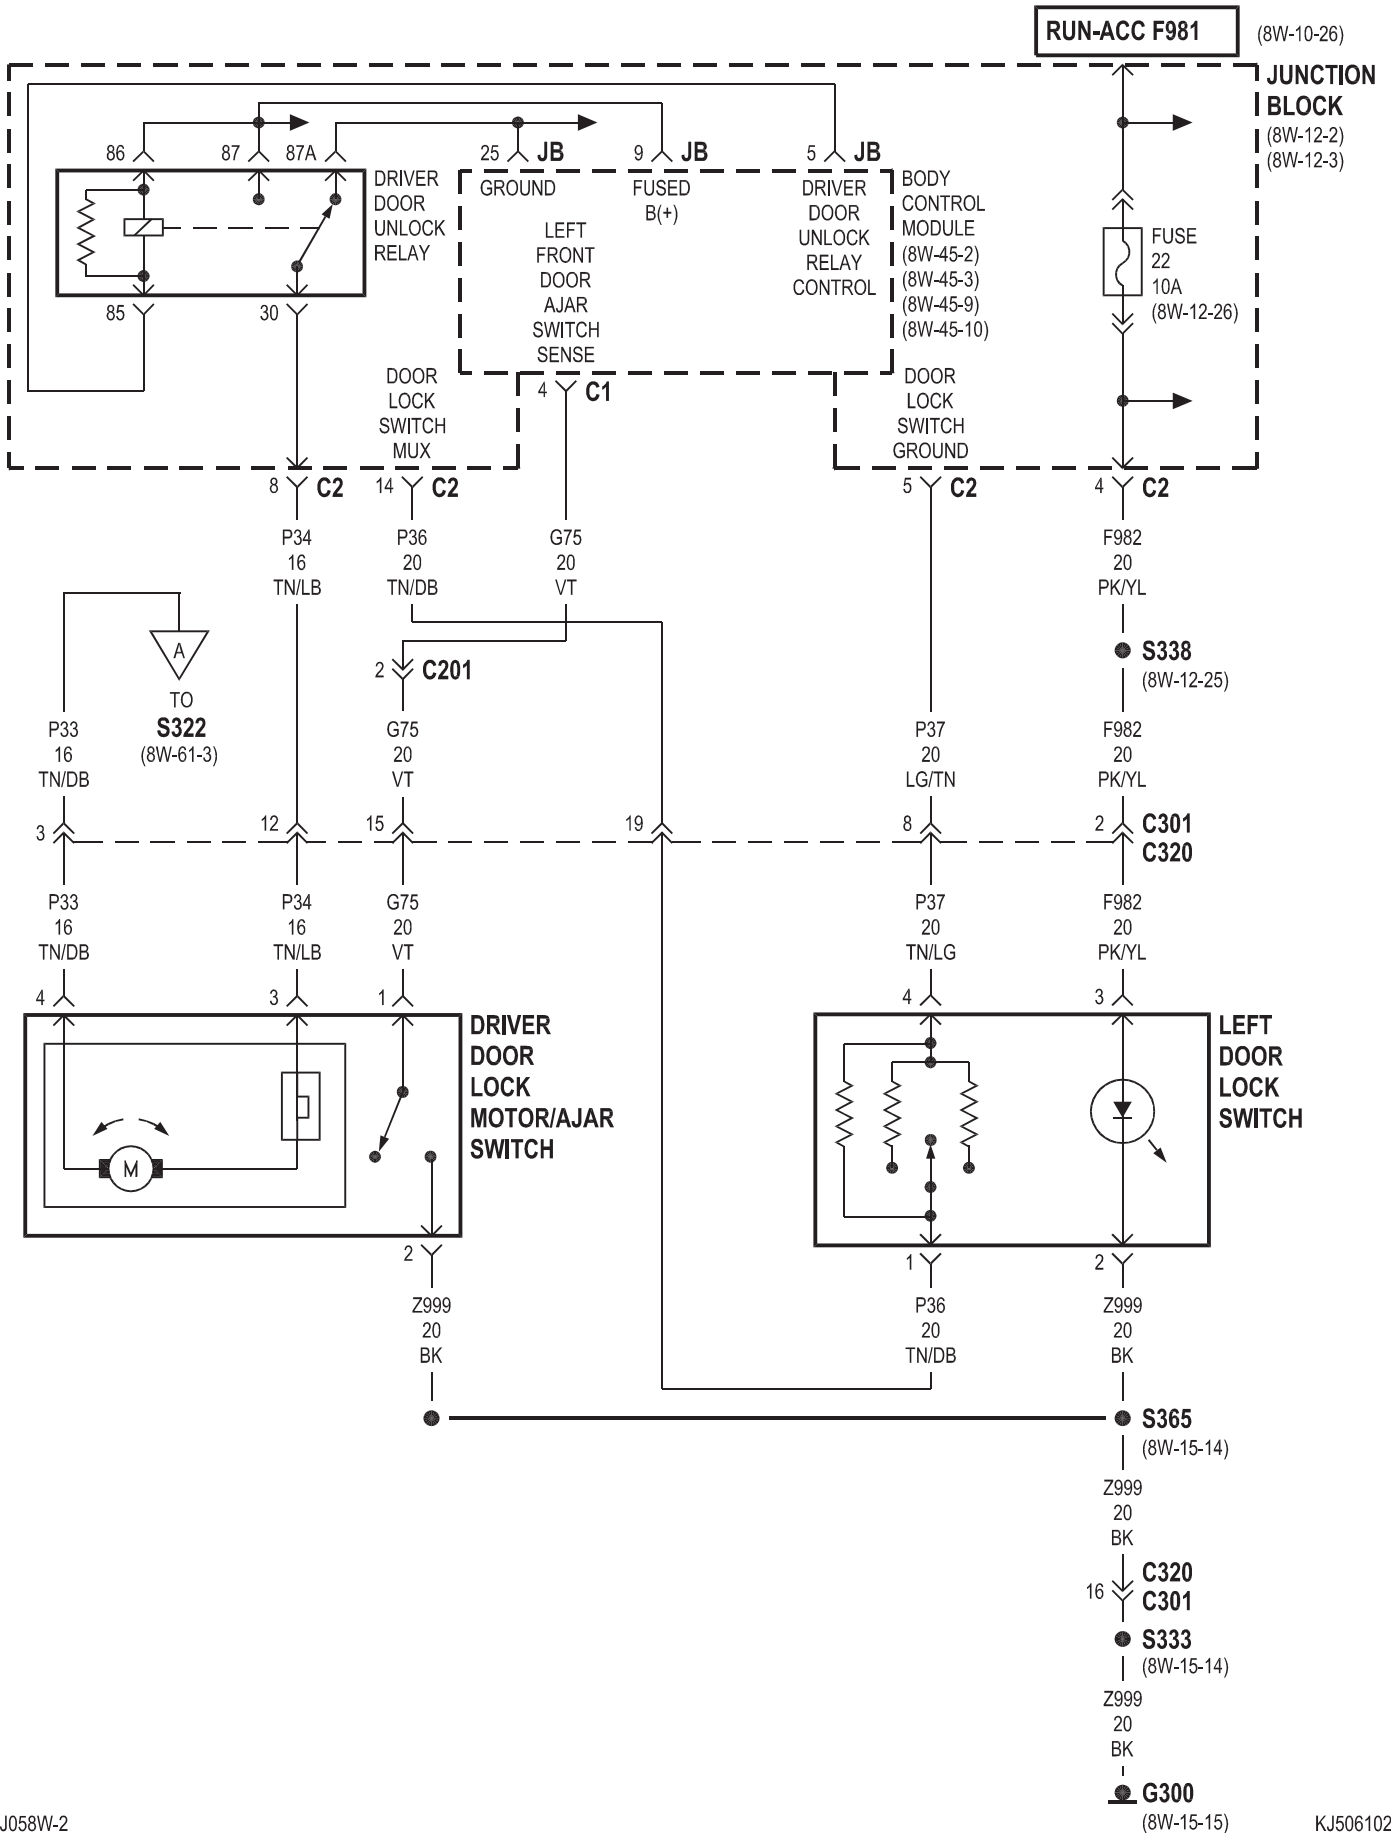 RUN-ACC F981
(8W-10-26)
JUNCTION
BLOCK
(8W-12-2)
(8W-12-3)
86
87
87A
25
JB
9
JB
5
JB
DRIVER
DOOR
UNLOCK
RELAY
GROUND
LEFT
FRONT
DOOR
AJAR
SWITCH
SENSE
FUSED
B(+)
DRIVER
DOOR
UNLOCK
RELAY
CONTROL
BODY
CONTROL
MODULE
(8W-45-2)
(8W-45-3)
(8W-45-9)
(8W-45-10)
FUSE
22
10A
(8W-12-26)
85
30
DOOR
LOCK
SWITCH
MUX
4
C1
DOOR
LOCK
SWITCH
GROUND
8
C2
14
C2
5
C2
4
C2
P34
16
TN/LB
P36
20
TN/DB
G75
20
VT
F982
20
PK/YL
A
TO
S322
(8W-61-3)
2
C201
S338
(8W-12-25)
P33
16
TN/DB
G75
20
VT
P37
20
LG/TN
F982
20
PK/YL
3
12
15
19
8
2
C301
C320
P33
16
TN/DB
P34
16
TN/LB
G75
20
VT
P37
20
TN/LG
F982
20
PK/YL
4
3
1
4
3
DRIVER
DOOR
LOCK
MOTOR/AJAR
SWITCH
LEFT
DOOR
LOCK
SWITCH
M
2
1
2
Z999
20
BK
P36
20
TN/DB
Z999
20
BK
S365
(8W-15-14)
Z999
20
BK
16
C320
C301
S333
(8W-15-14)
Z999
20
BK
G300
(8W-15-15)
J058W-2
KJ506102